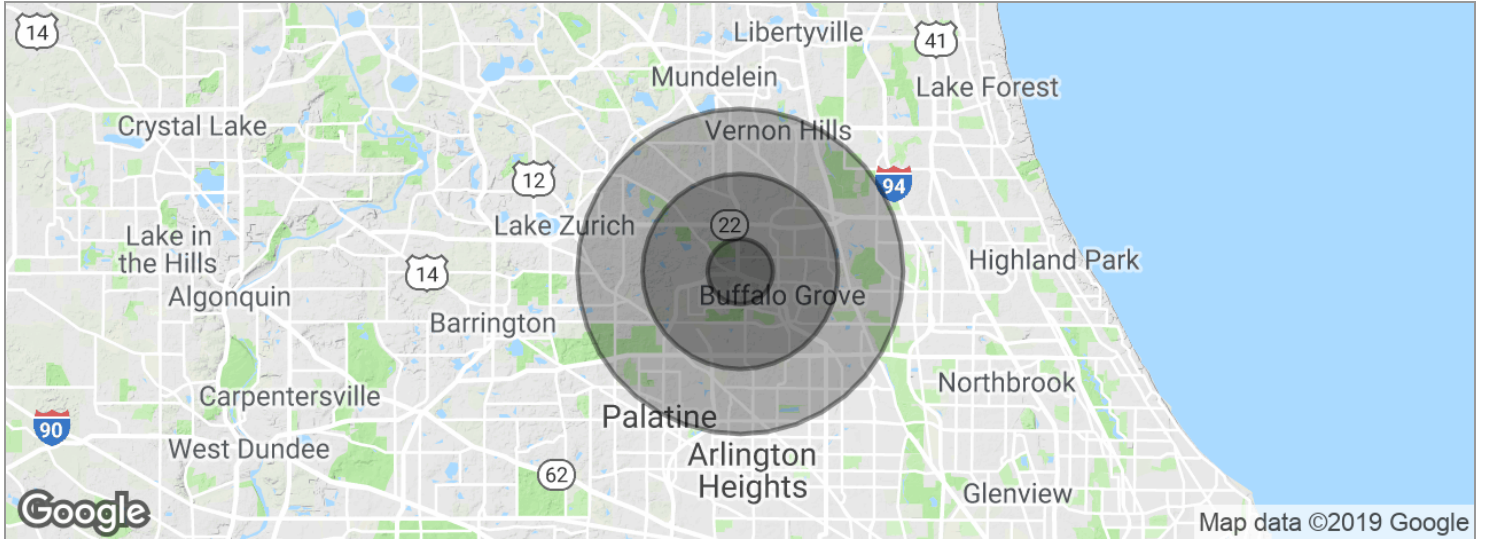 14
Libertyville
41
Mundelein
Lake Forest
Crystal Lake
Vernon Hills
12
94
Lake Zurich
22
Lake in
the Hills
14
Highland Park
Algonquin
Buffalo Grove
Barrington
Northbrook
Carpentersville
Palatine
90
West Dundee
Arlington
Heights
62
Glenview
Google
Map data ©2019 Google